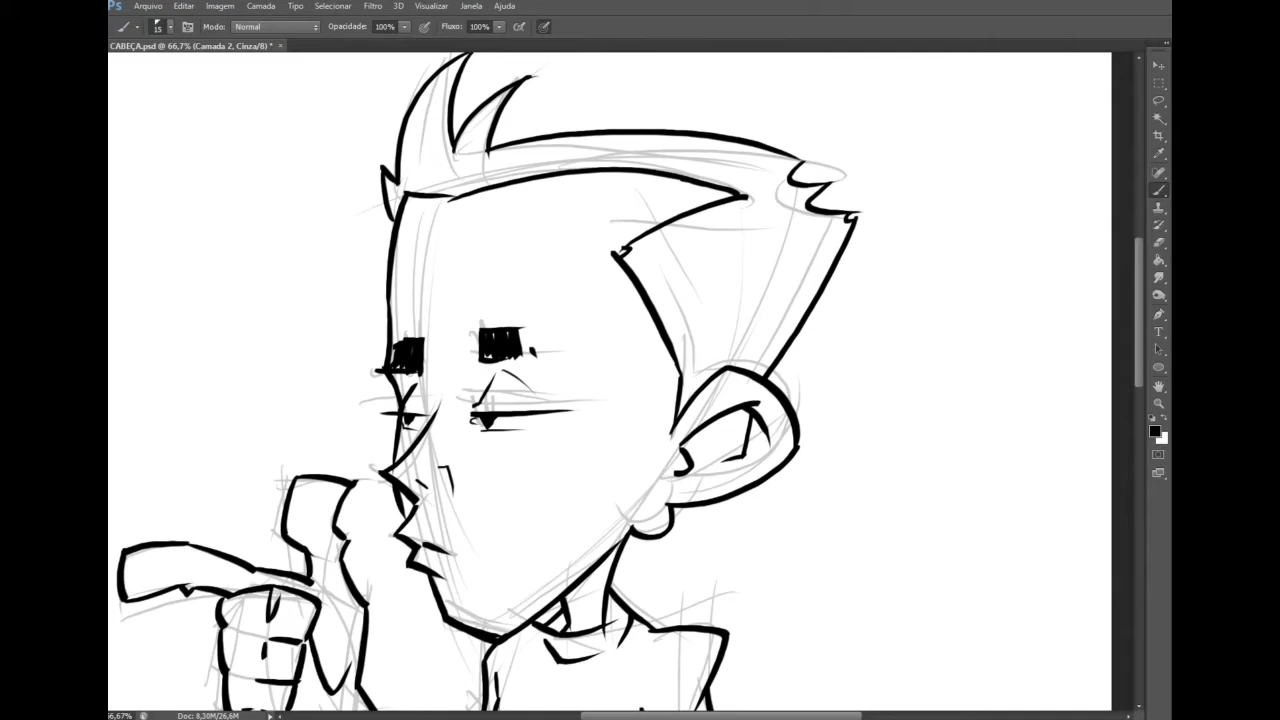 Ps Arquivo Editar Imagem Camada Tipo Selecionar Filtro 3D Visualizar Janela Ajuda
15 Modo: Normal Opacidade: 100% Fluxo: 100%
CABEÇA.psd @ 66,7% (Camada 2, Cinza/8) * ×
T
66,67% Doc: 8,30M/26,6M